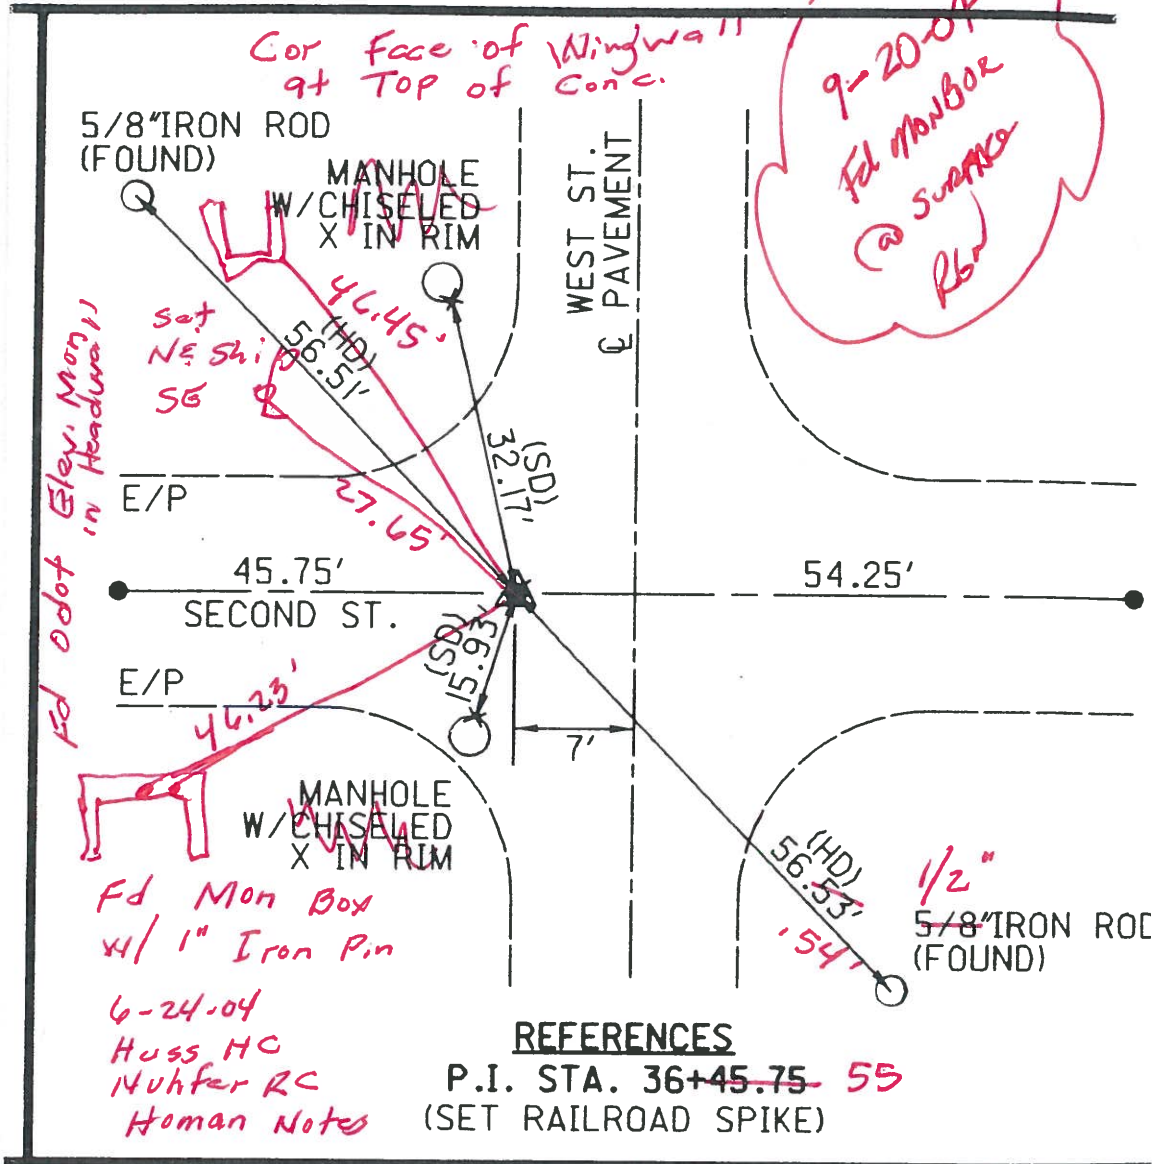 Cor Face of Wingwall
at Top of Conc.
9-20-04
Fd MONBOX
@ SURFACE
Rbn
5/8"IRON ROD
(FOUND)
MANHOLE
W/CHISELED
X IN RIM
WEST ST.
℄ PAVEMENT
46.45'
(HD)
56.51'
Set
SE
Fd Odot Elev. Mon
in Headwall
(SD)
32.17'
E/P
27.65'
45.75'
SECOND ST.
54.25'
(SD)
15.93'
E/P
46.23'
7'
MANHOLE
W/CHISELED
X IN RIM
(HD)
56.53'
.54'
1/2"
5/8"IRON ROD
(FOUND)
Fd Mon Box
w/ 1" Iron Pin
6-24-04
Huss HC
Nuhfer RC
Homan Notes
REFERENCES
P.I. STA. 36+45.75 55
(SET RAILROAD SPIKE)